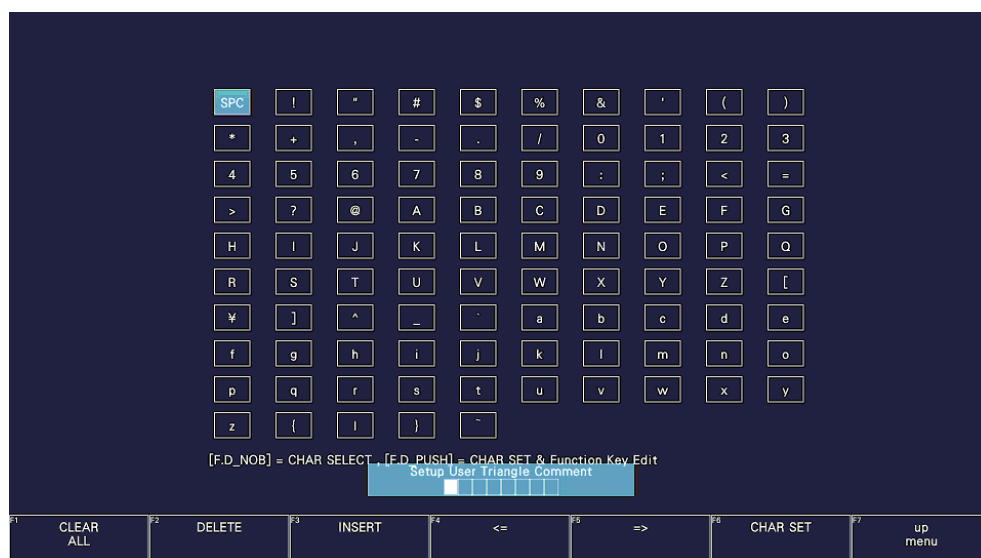 SPC ! " # $ % & ' ( )
* + , - . / 0 1 2 3
4 5 6 7 8 9 : ; < =
> ? @ A B C D E F G
H I J K L M N O P Q
R S T U V W X Y Z [
¥ ] ^ _ ` a b c d e
f g h i j k l m n o
p q r s t u v w x y
z { | } ~
[F.D_NOB] = CHAR SELECT , [F.D_PUSH] = CHAR SET & Function Key Edit
Setup User Triangle Comment
F1 CLEAR ALL F2 DELETE F3 INSERT F4 <= F5 => F6 CHAR SET F7 up menu